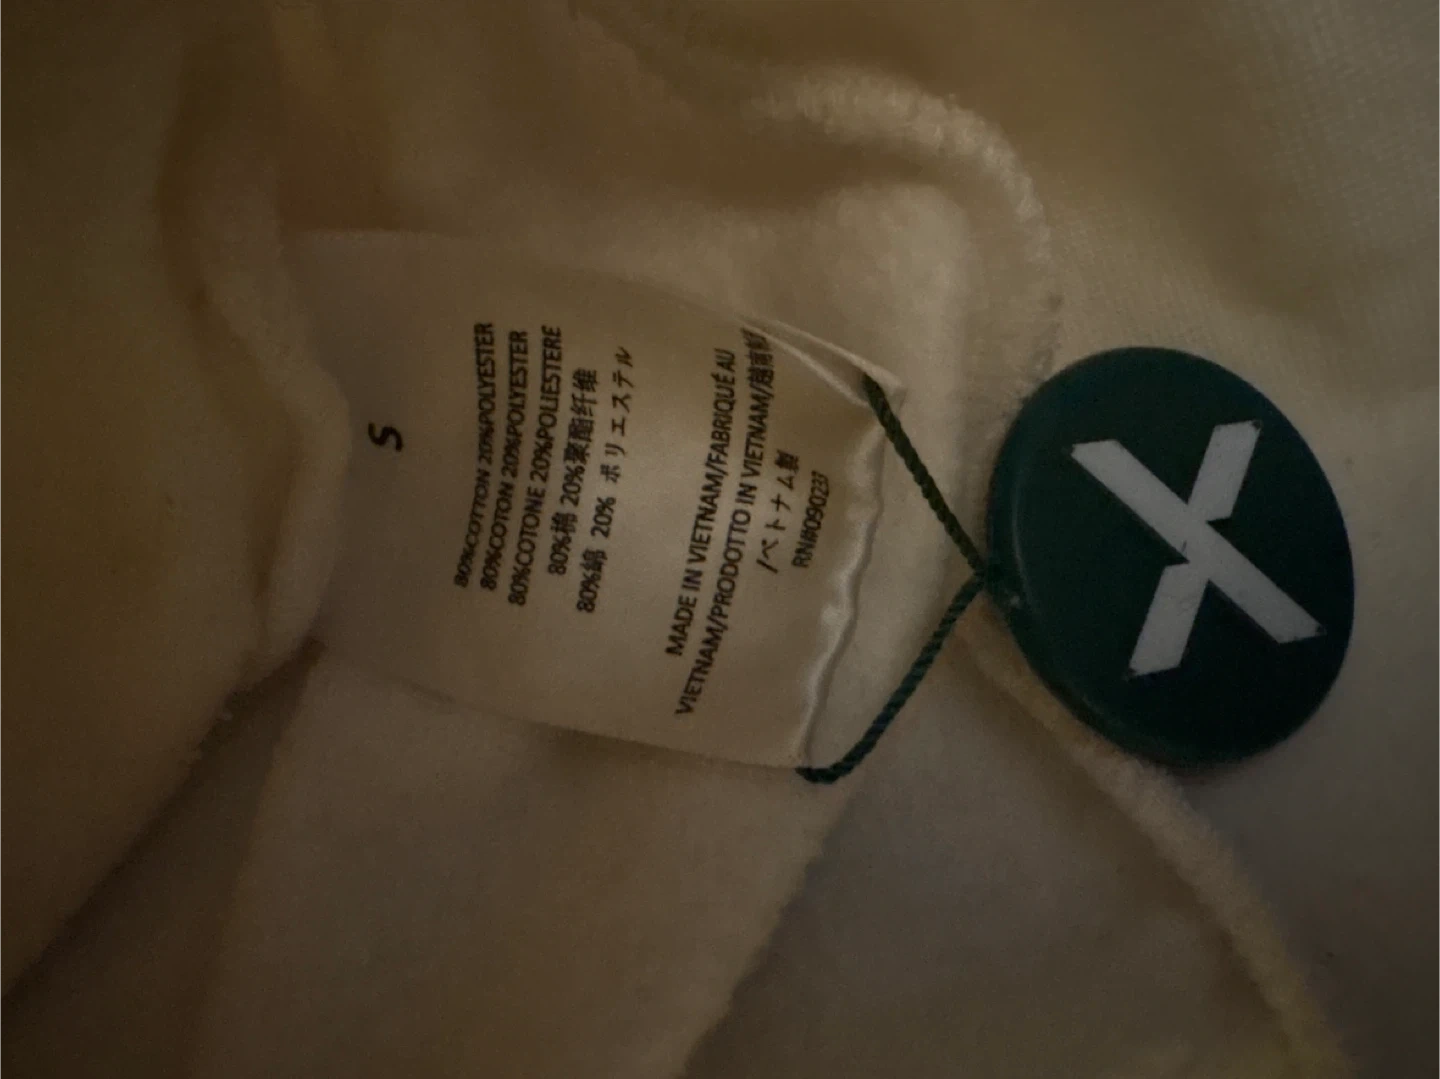 S
80%COTTON 20%POLYESTER
80%COTON 20%POLYESTER
80%COTONE 20%POLIESTERE
80%棉 20%聚酯纤维
80%綿 20% ポリエステル
MADE IN VIETNAM/FABRIQUÉ AU
VIETNAM/PRODOTTO IN VIETNAM/越南制
/ベトナム製
RN8090233
X